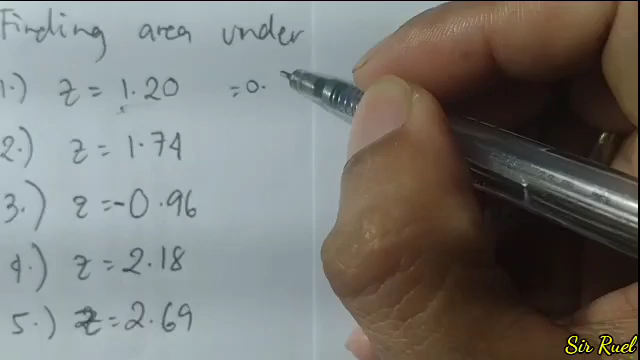 Finding area under
1.) z = 1.20 = 0.
2.) z = 1.74
3.) z = -0.96
4.) z = 2.18
5.) z = 2.69
Sir Ruel